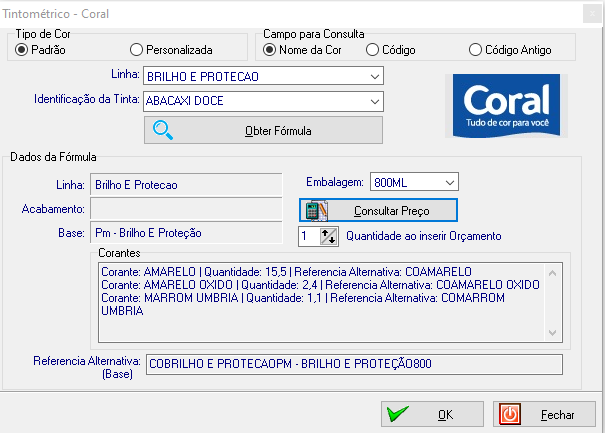 Tintométrico - Coral
Tipo de Cor
Padrão
Personalizada
Campo para Consulta
Nome da Cor
Código
Código Antigo
Linha:
BRILHO E PROTECAO
Identificação da Tinta:
ABACAXI DOCE
Obter Fórmula
Coral
Tudo de cor para você
Dados da Fórmula
Linha:
Brilho E Protecao
Embalagem:
800ML
Acabamento:
Consultar Preço
Base:
Pm - Brilho E Proteção
1
Quantidade ao inserir Orçamento
Corantes
Corante: AMARELO | Quantidade: 15,5 | Referencia Alternativa: COAMARELO
Corante: AMARELO OXIDO | Quantidade: 2,4 | Referencia Alternativa: COAMARELO OXIDO
Corante: MARROM UMBRIA | Quantidade: 1,1 | Referencia Alternativa: COMARROM
UMBRIA
Referencia Alternativa:
(Base)
COBRILHO E PROTECAOPM - BRILHO E PROTEÇÃO800
OK
Fechar